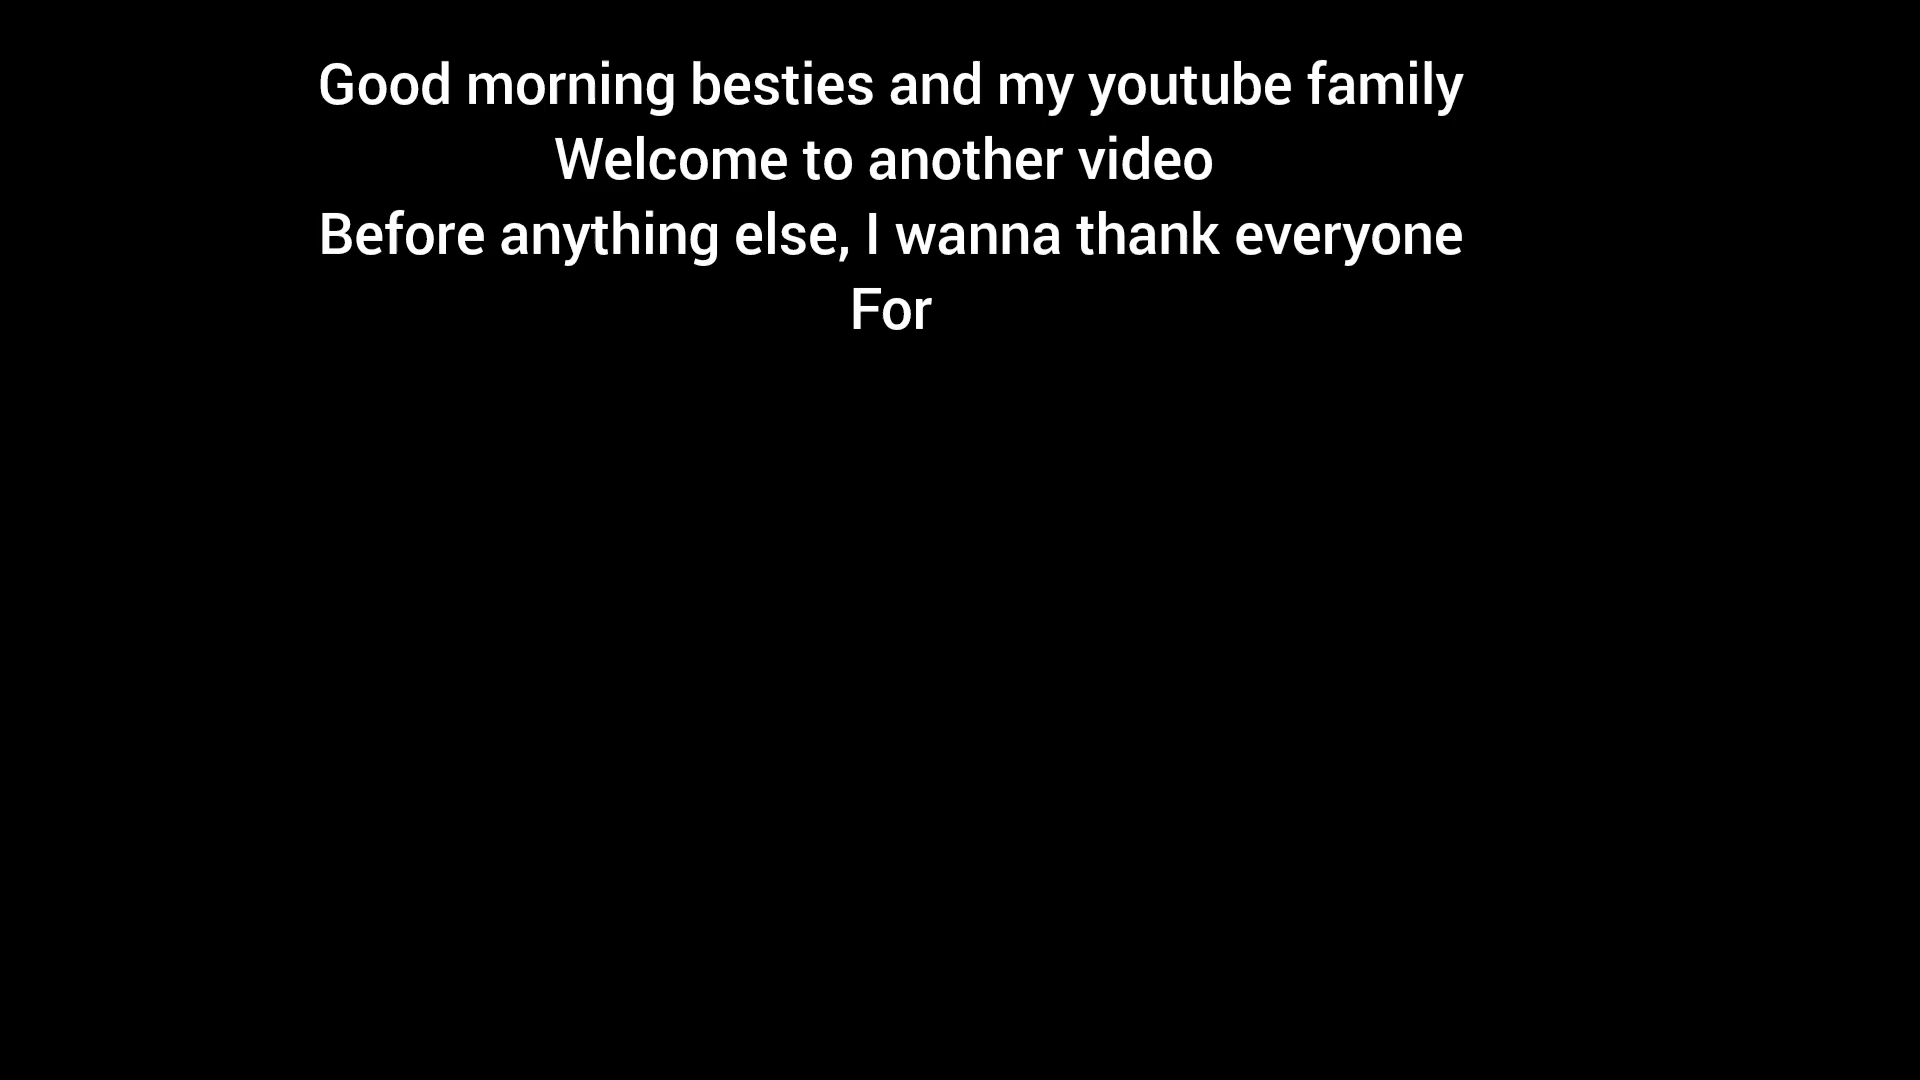 Good morning besties and my youtube family
Welcome to another video
Before anything else, I wanna thank everyone
For